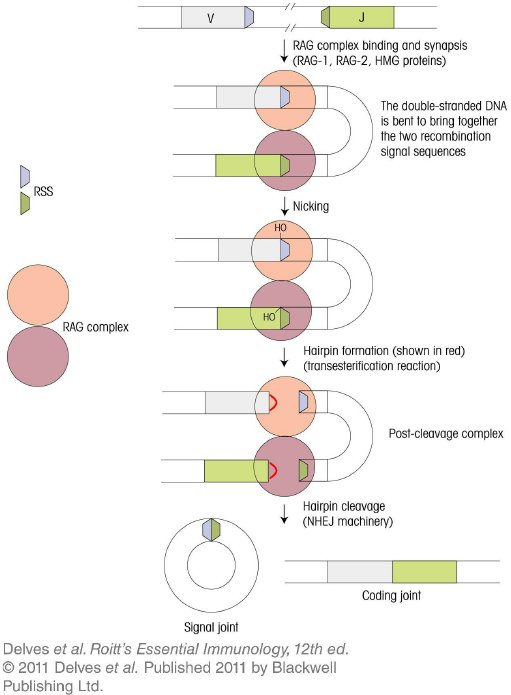 V
J
RAG complex binding and synapsis
(RAG-1, RAG-2, HMG proteins)
The double-stranded DNA
is bent to bring together
the two recombination
signal sequences
RSS
Nicking
HO
HO
RAG complex
Hairpin formation (shown in red)
(transesterification reaction)
Post-cleavage complex
Hairpin cleavage
(NHEJ machinery)
Coding joint
Signal joint
Delves et al. Roitt's Essential Immunology, 12th ed.
© 2011 Delves et al. Published 2011 by Blackwell
Publishing Ltd.